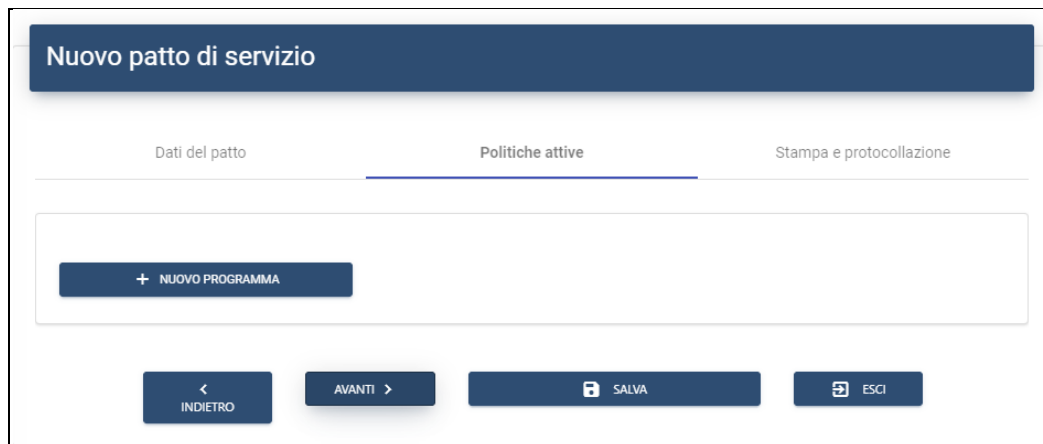 Nuovo patto di servizio
Dati del patto Politiche attive Stampa e protocollazione
+ NUOVO PROGRAMMA
< INDIETRO AVANTI > SALVA ESCI